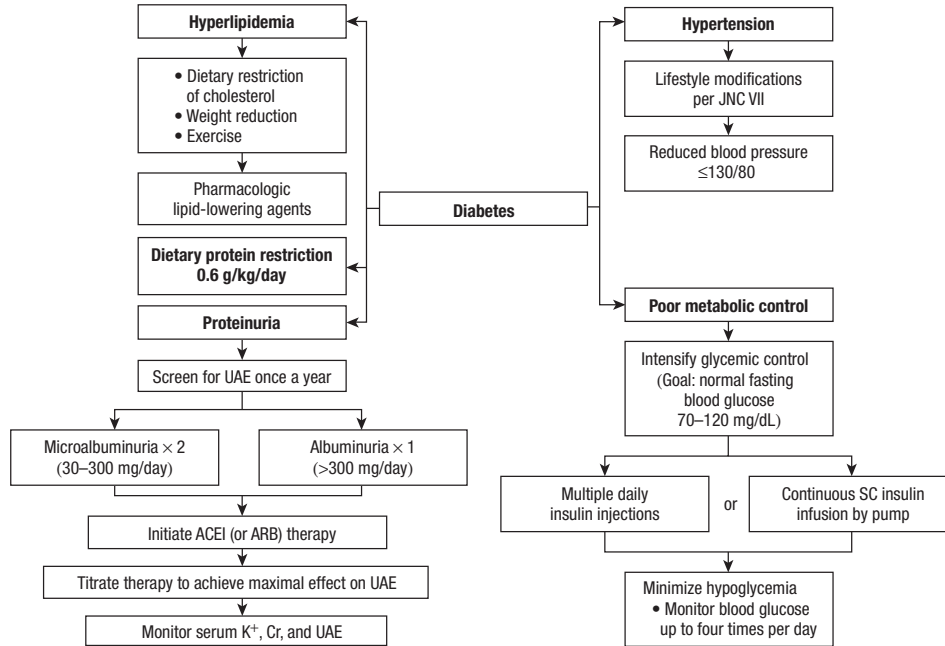 Hyperlipidemia
• Dietary restriction
of cholesterol
• Weight reduction
• Exercise
Pharmacologic
lipid-lowering agents
Dietary protein restriction
0.6 g/kg/day
Proteinuria
Screen for UAE once a year
Microalbuminuria × 2
(30–300 mg/day)
Albuminuria × 1
(>300 mg/day)
Initiate ACEI (or ARB) therapy
Titrate therapy to achieve maximal effect on UAE
Monitor serum K⁺, Cr, and UAE
Diabetes
Hypertension
Lifestyle modifications
per JNC VII
Reduced blood pressure
≤130/80
Poor metabolic control
Intensify glycemic control
(Goal: normal fasting
blood glucose
70–120 mg/dL)
Multiple daily
insulin injections
or
Continuous SC insulin
infusion by pump
Minimize hypoglycemia
• Monitor blood glucose
up to four times per day